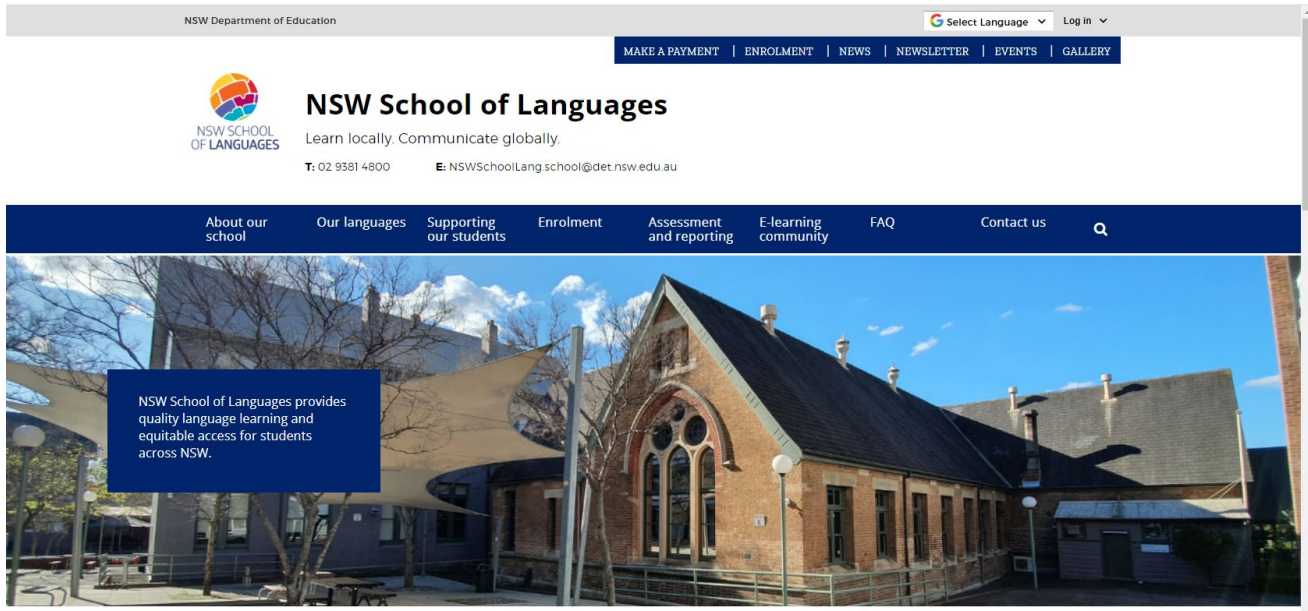 NSW Department of Education
Select Language
Log in
MAKE A PAYMENT | ENROLMENT | NEWS | NEWSLETTER | EVENTS | GALLERY
NSW SCHOOL
OF LANGUAGES
NSW School of Languages
Learn locally. Communicate globally.
T: 02 9381 4800 E: NSWSchoolLang.school@det.nsw.edu.au
About our
school
Our languages
Supporting
our students
Enrolment
Assessment
and reporting
E-learning
community
FAQ
Contact us
NSW School of Languages provides
quality language learning and
equitable access for students
across NSW.